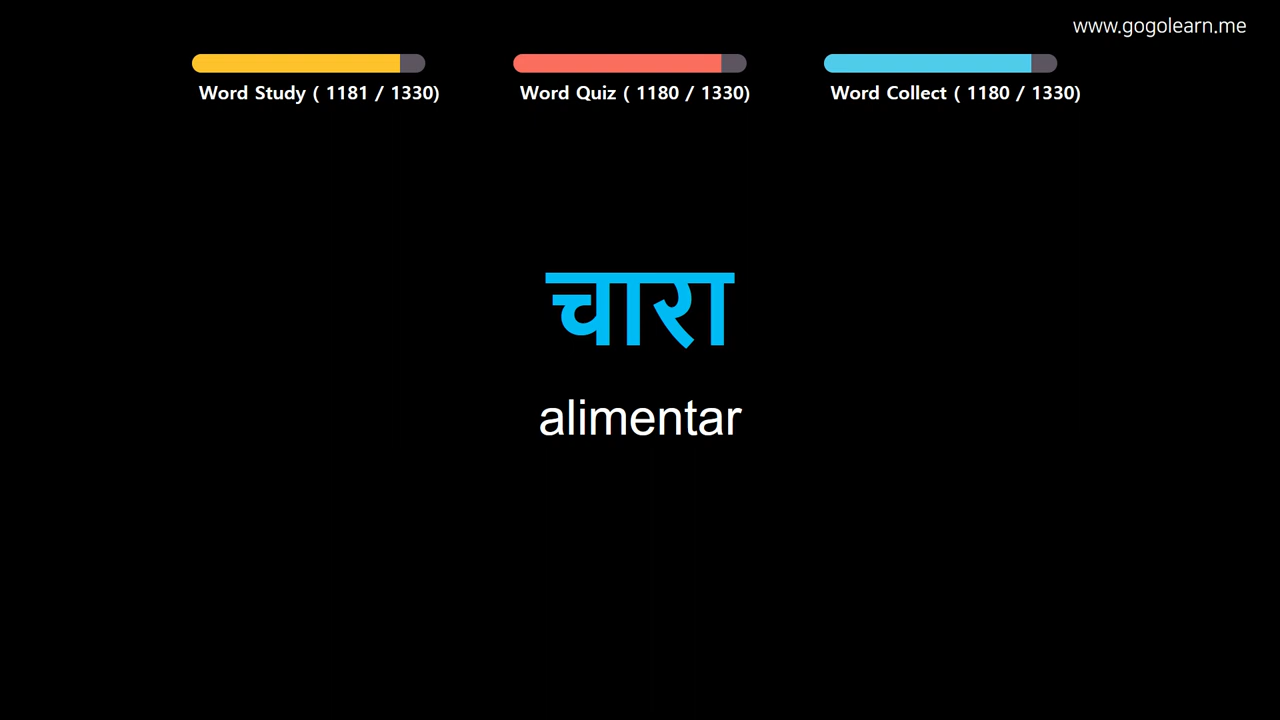 www.gogolearn.me
Word Study ( 1181 / 1330)
Word Quiz ( 1180 / 1330)
Word Collect ( 1180 / 1330)
चारा
alimentar